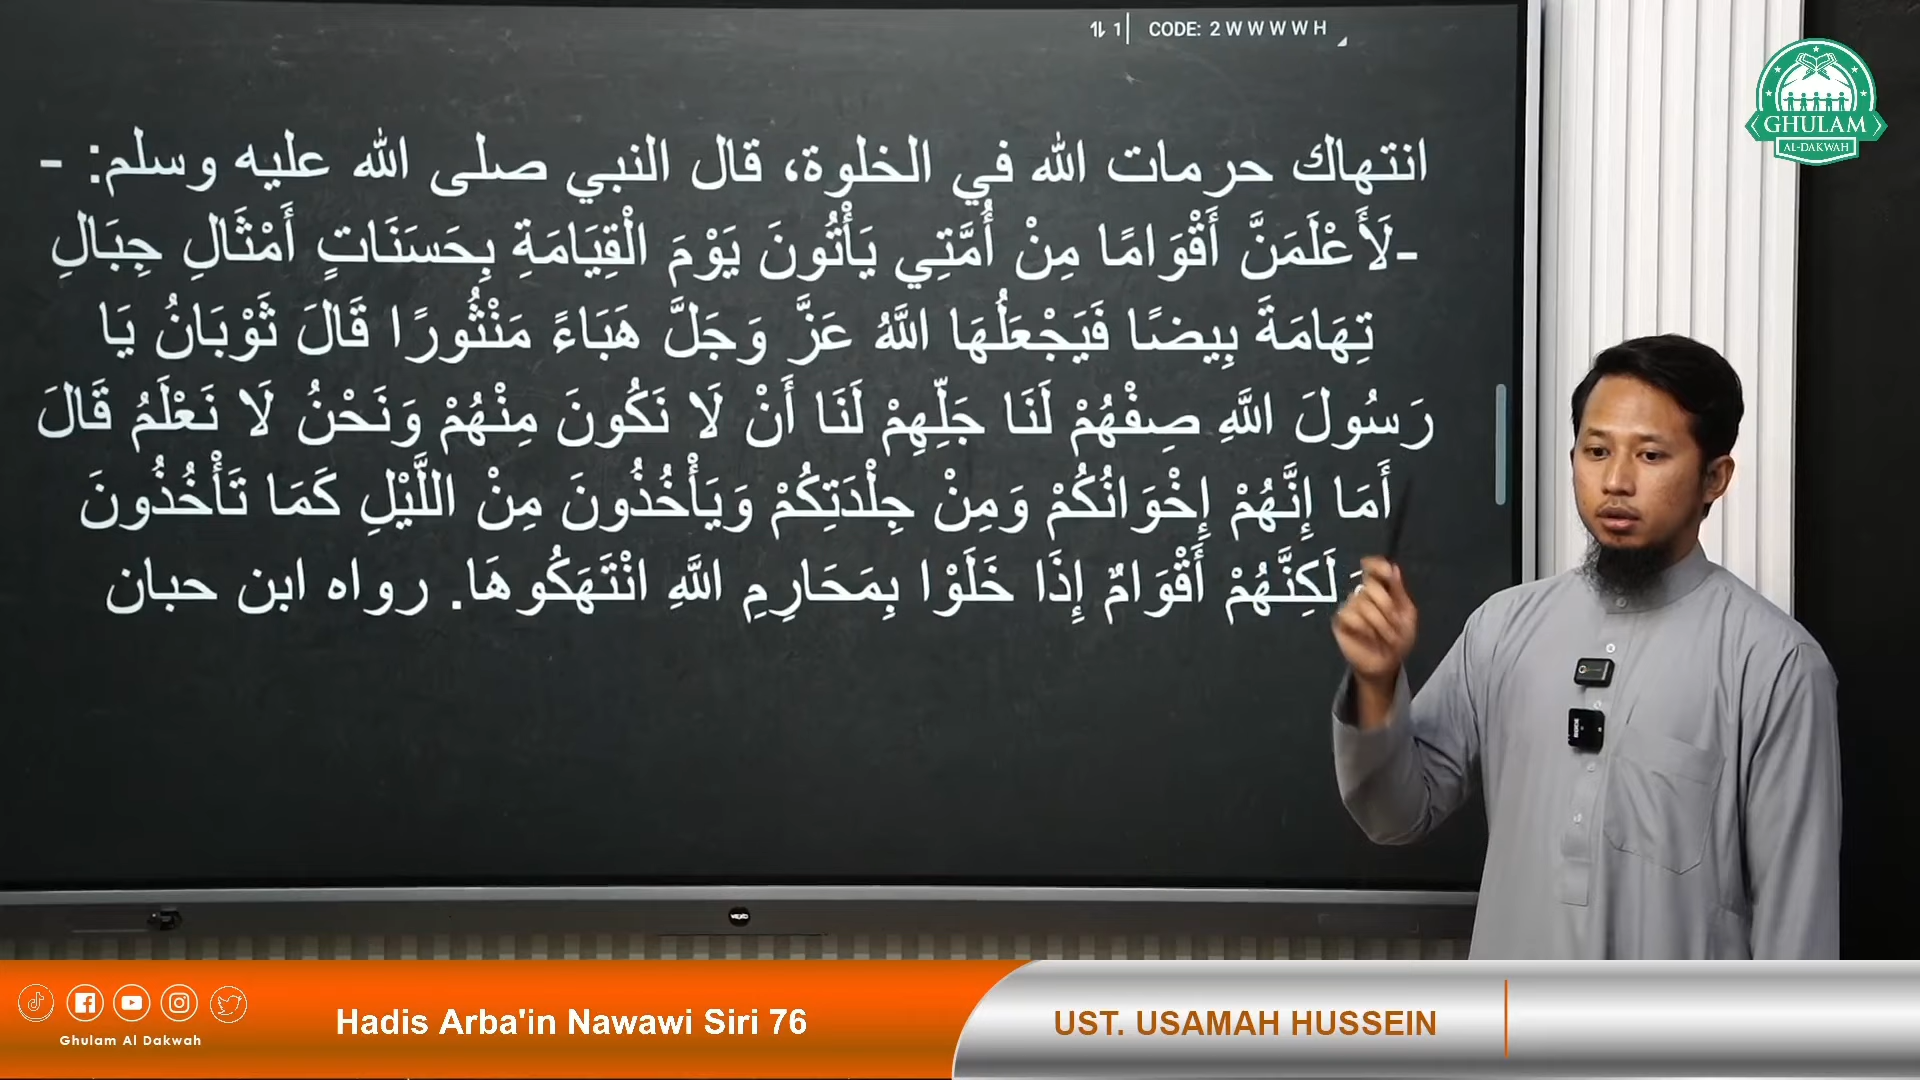 1 CODE: 2 W W W W H
انتهاك حرمات الله في الخلوة، قال النبي صلى الله عليه وسلم: -
-لَأَعْلَمَنَّ أَقْوَامًا مِنْ أُمَّتِي يَأْتُونَ يَوْمَ الْقِيَامَةِ بِحَسَنَاتٍ أَمْثَالِ جِبَالِ
تِهَامَةَ بِيضًا فَيَجْعَلُهَا اللَّهُ عَزَّ وَجَلَّ هَبَاءً مَنْثُورًا قَالَ ثَوْبَانُ يَا
رَسُولَ اللَّهِ صِفْهُمْ لَنَا جَلِّهِمْ لَنَا أَنْ لَا نَكُونَ مِنْهُمْ وَنَحْنُ لَا نَعْلَمُ قَالَ
أَمَا إِنَّهُمْ إِخْوَانُكُمْ وَمِنْ جِلْدَتِكُمْ وَيَأْخُذُونَ مِنْ اللَّيْلِ كَمَا تَأْخُذُونَ
وَلَكِنَّهُمْ أَقْوَامٌ إِذَا خَلَوْا بِمَحَارِمِ اللَّهِ انْتَهَكُوهَا. رواه ابن حبان
GHULAM
AL-DAKWAH
Ghulam Al Dakwah
Hadis Arba'in Nawawi Siri 76
UST. USAMAH HUSSEIN